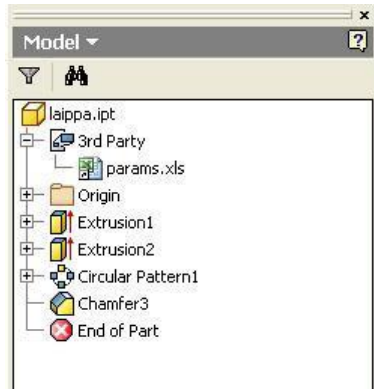 Model
laippa.ipt
3rd Party
params.xls
Origin
Extrusion1
Extrusion2
Circular Pattern1
Chamfer3
End of Part